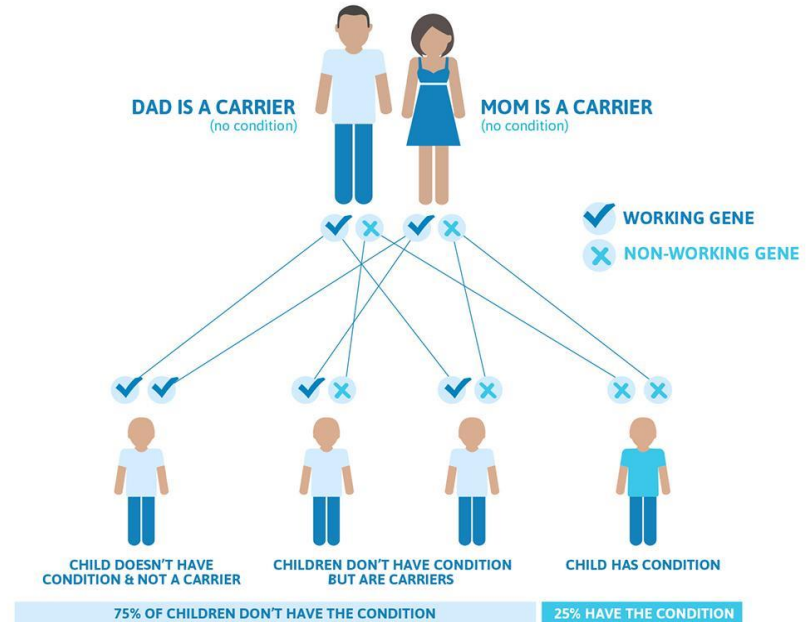 DAD IS A CARRIER
(no condition)
MOM IS A CARRIER
(no condition)
WORKING GENE
NON-WORKING GENE
CHILD DOESN'T HAVE
CONDITION & NOT A CARRIER
CHILDREN DON'T HAVE CONDITION
BUT ARE CARRIERS
CHILD HAS CONDITION
75% OF CHILDREN DON'T HAVE THE CONDITION
25% HAVE THE CONDITION